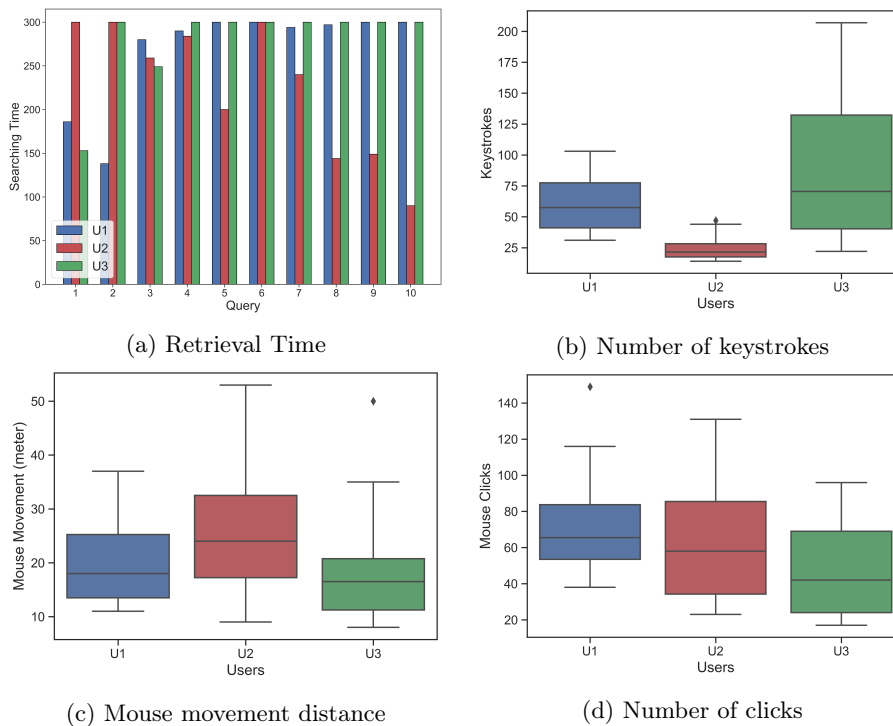 300
250
200
150
100
50
0
Searching Time
U1
U2
U3
1 2 3 4 5 6 7 8 9 10
Query
(a) Retrieval Time
200
175
150
125
100
75
50
25
Keystrokes
U1 U2 U3
Users
(b) Number of keystrokes
50
40
30
20
10
Mouse Movement (meter)
U1 U2 U3
Users
(c) Mouse movement distance
140
120
100
80
60
40
20
Mouse Clicks
U1 U2 U3
Users
(d) Number of clicks